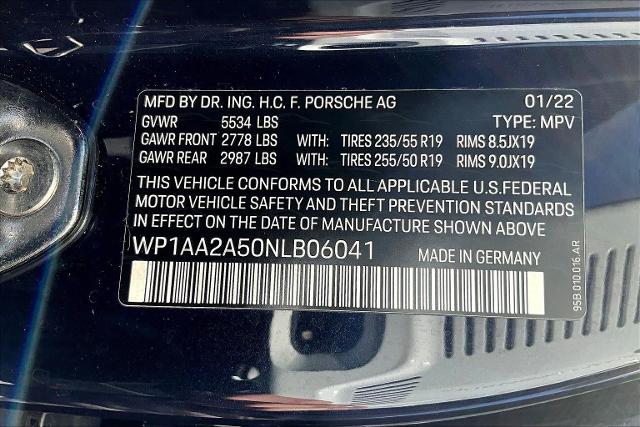 MFD BY DR. ING. H.C. F. PORSCHE AG 01/22
GVWR 5534 LBS TYPE: MPV
GAWR FRONT 2778 LBS WITH: TIRES 235/55 R19 RIMS 8.5JX19
GAWR REAR 2987 LBS WITH: TIRES 255/50 R19 RIMS 9.0JX19
THIS VEHICLE CONFORMS TO ALL APPLICABLE U.S.FEDERAL
MOTOR VEHICLE SAFETY AND THEFT PREVENTION STANDARDS
IN EFFECT ON THE DATE OF MANUFACTURE SHOWN ABOVE
WP1AA2A50NLB06041 MADE IN GERMANY
95B.010.016.AR